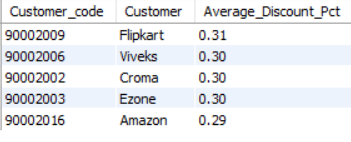 Customer_code Customer Average_Discount_Pct
90002009 Flipkart 0.31
90002006 Viveks 0.30
90002002 Croma 0.30
90002003 Ezone 0.30
90002016 Amazon 0.29